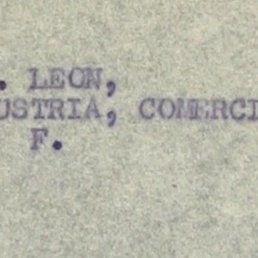 . LEON,
USTRIA, COMERCI
F.